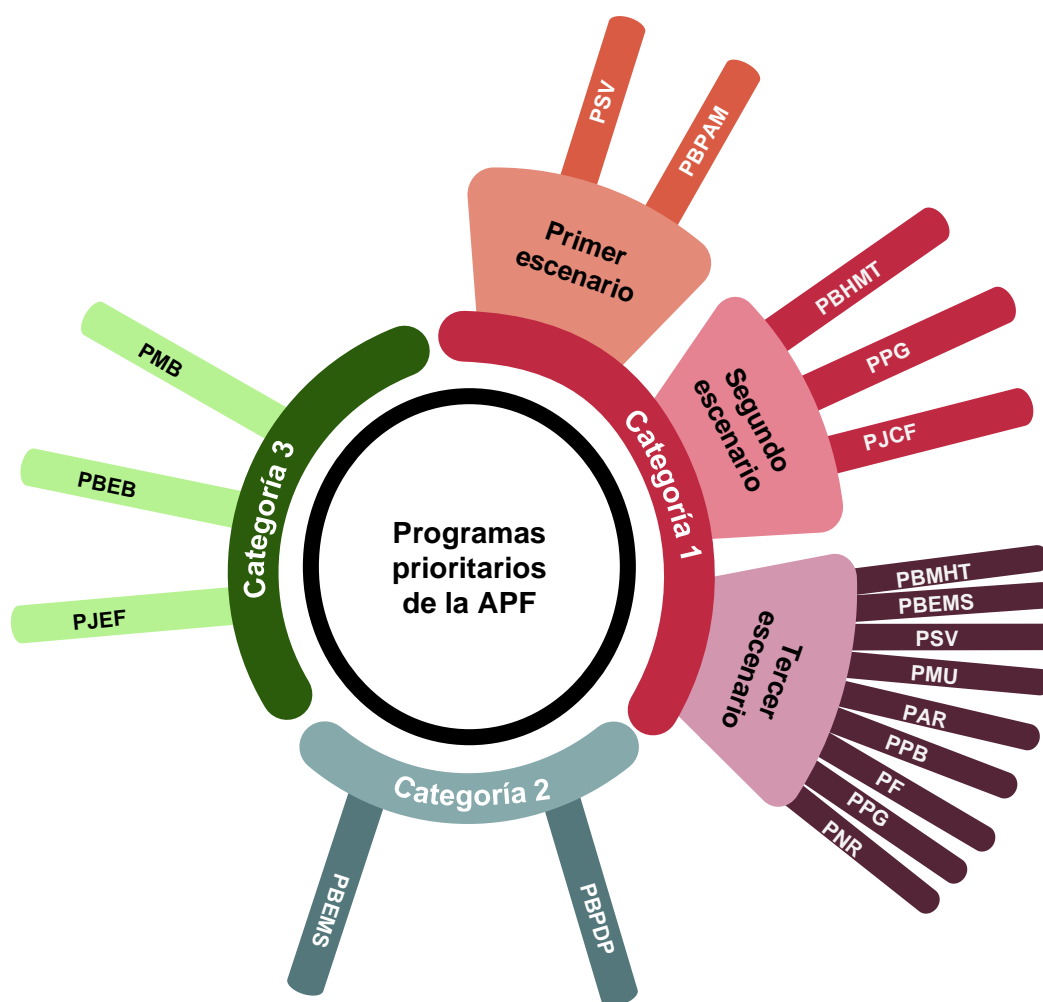 Programas
prioritarios
de la APF
Categoría 1
Primer
escenario
PSV
PBPAM
Segundo
escenario
PBHMT
PPG
PJCF
Tercer
escenario
PBMHT
PBEMS
PSV
PMU
PAR
PPB
PF
PPG
PNR
Categoría 2
PBPDP
PBEMS
Categoría 3
PJEF
PBEB
PMB